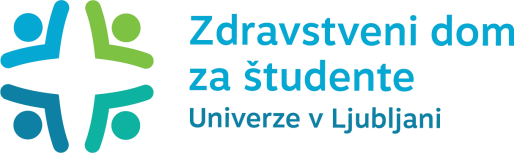 Zdravstveni dom
za študente
Univerze v Ljubljani